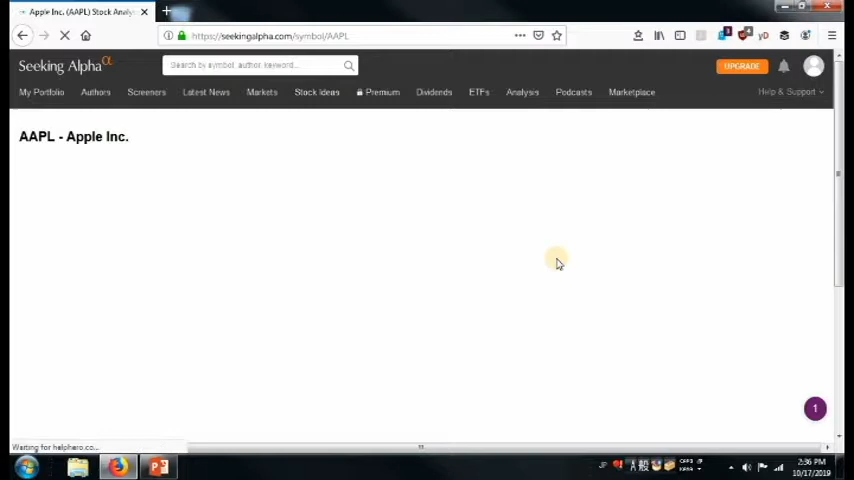 Apple Inc. (AAPL) Stock Analys
https://seekingalpha.com/symbol/AAPL
Seeking Alpha α
Search by symbol, author, keyword...
UPGRADE
My Portfolio Authors Screeners Latest News Markets Stock Ideas Premium Dividends ETFs Analysis Podcasts Marketplace Help & Support
AAPL - Apple Inc.
1
Waiting for helphero.co...
2:36 PM
10/17/2019